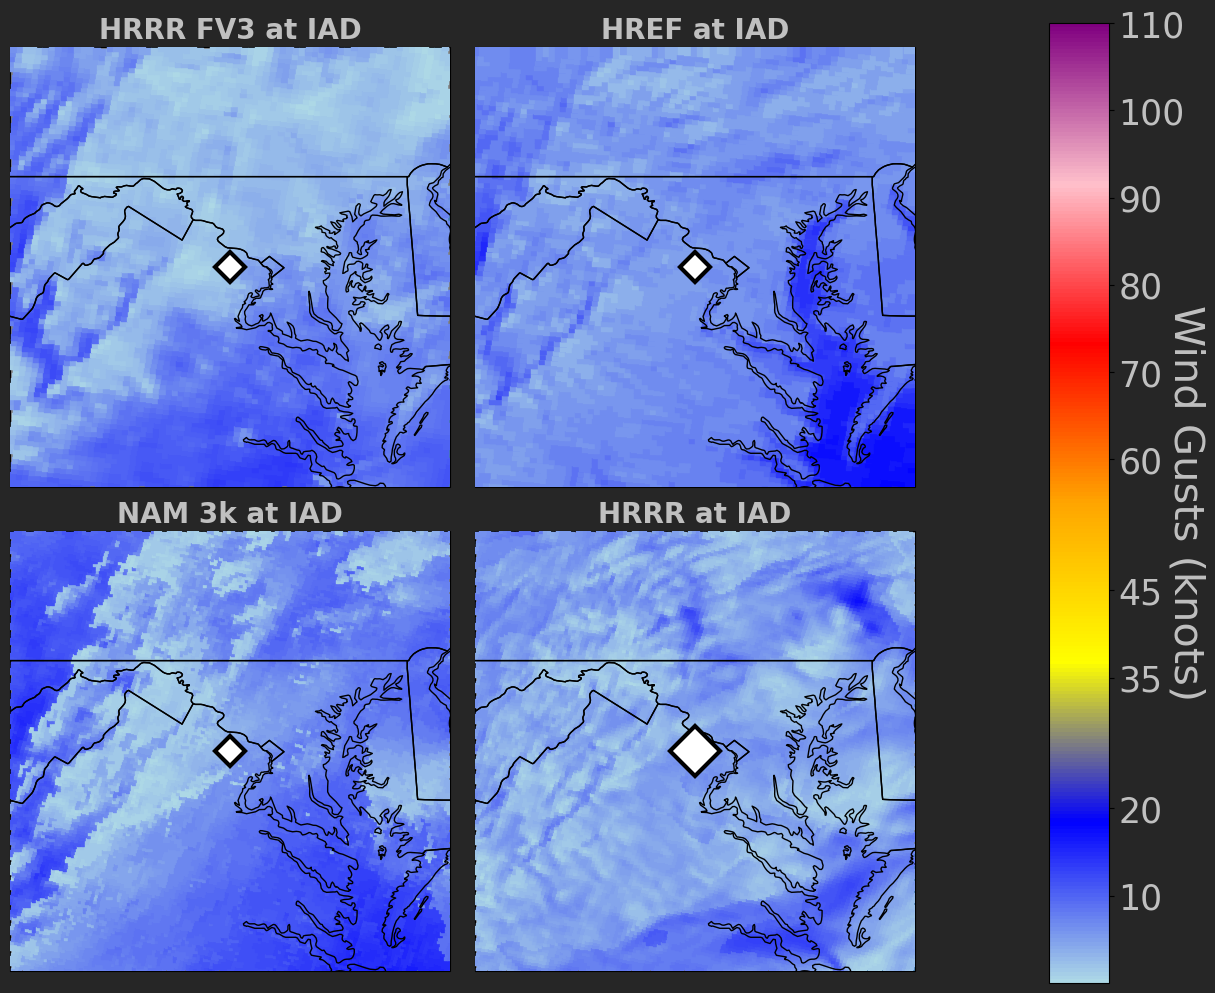 HRRR FV3 at IAD
HREF at IAD
NAM 3k at IAD
HRRR at IAD
110
100
90
80
70
60
45
35
20
10
Wind Gusts (knots)